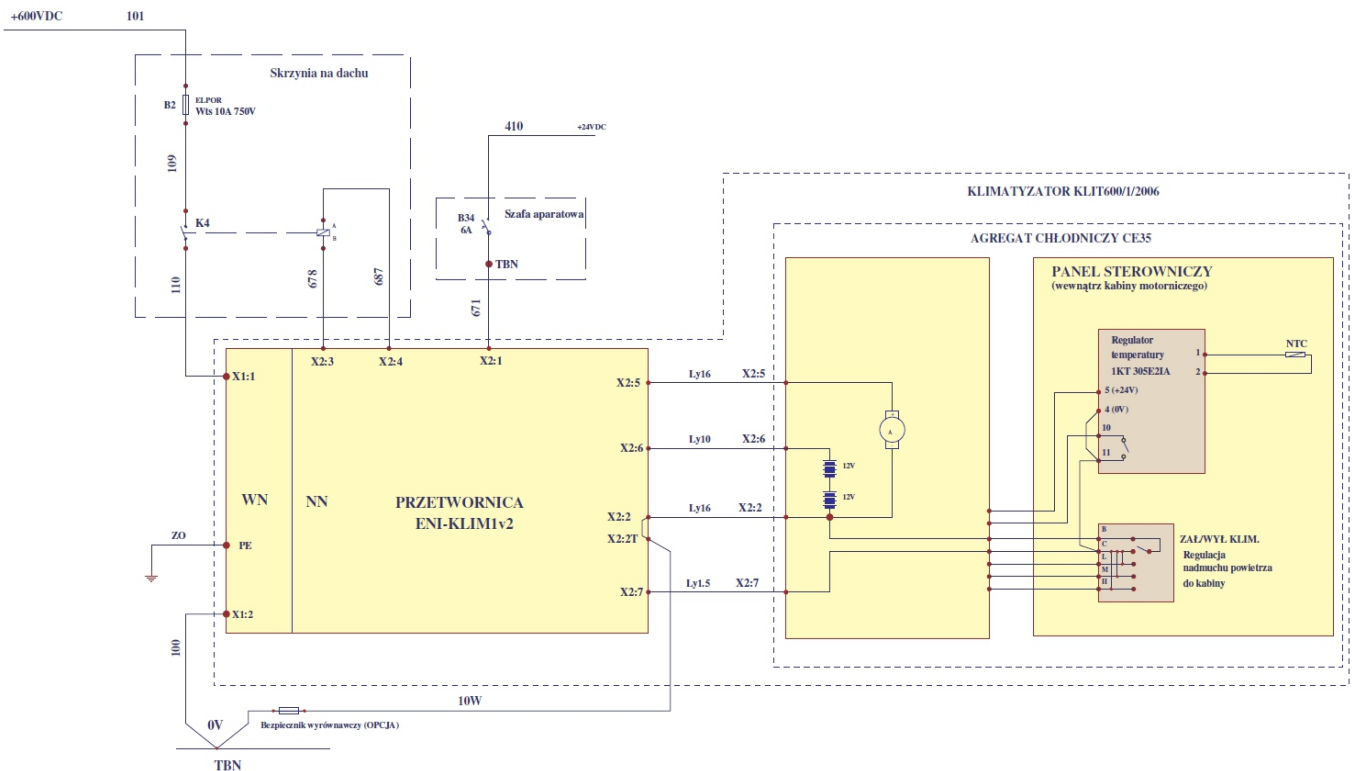 +600VDC
101
Skrzynia na dachu
B2
ELPOR
Wts 10A 750V
109
K4
A
B
110
678
687
410
+24VDC
B34
6A
Szafa aparatowa
TBN
671
KLIMATYZATOR KLIT600/1/2006
AGREGAT CHŁODNICZY CE35
PANEL STEROWNICZY
(wewnątrz kabiny motorniczego)
Regulator
temperatury
1KT 305E2IA
1
2
NTC
5 (+24V)
4 (0V)
10
11
X1:1
X2:3
X2:4
X2:1
X2:5
Ly16
X2:5
A
X2:6
Ly10
X2:6
12V
12V
WN
NN
PRZETWORNICA
ENI-KLIM1v2
X2:2
Ly16
X2:2
X2:2T
ZO
PE
X2:7
Ly1.5
X2:7
B
C
L
M
H
ZAŁ/WYŁ KLIM.
Regulacja
nadmuchu powietrza
do kabiny
X1:2
100
10W
0V
Bezpiecznik wyrównawczy (OPCJA)
TBN